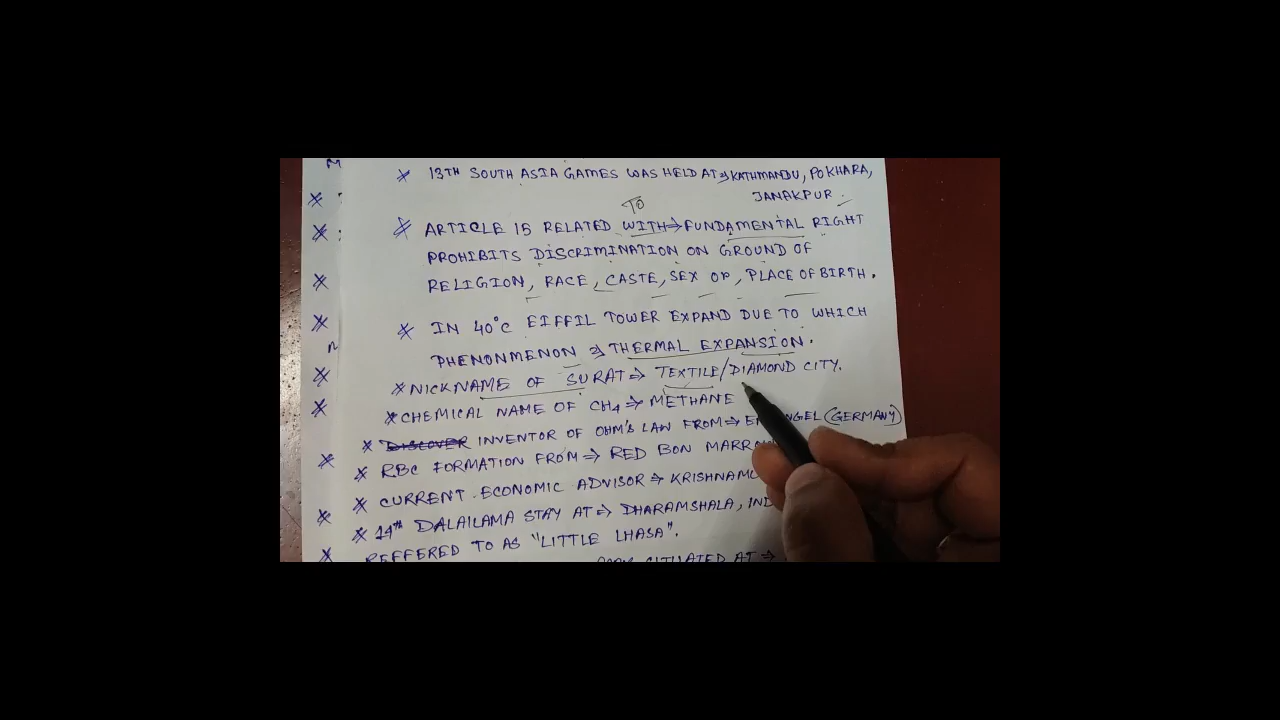 * 13TH SOUTH ASIA GAMES WAS HELD AT ⇒ KATHMANDU, POKHARA,
JANAKPUR.
TO
* ARTICLE 15 RELATED WITH ⇒ FUNDAMENTAL RIGHT
PROHIBITS DISCRIMINATION ON GROUND OF
RELIGION, RACE, CASTE, SEX OR, PLACE OF BIRTH.
* IN 40°C EIFFIL TOWER EXPAND DUE TO WHICH
PHENONMENON ⇒ THERMAL EXPANSION.
* NICKNAME OF SURAT ⇒ TEXTILE/DIAMOND CITY.
* CHEMICAL NAME OF CH4 ⇒ METHANE
* DISCOVER INVENTOR OF OHM'S LAW FROM ⇒ (GERMANY)
* RBC FORMATION FROM ⇒ RED BON
* CURRENT ECONOMIC ADVISOR ⇒
* 14th DALAILAMA STAY AT ⇒ DHARAMSHALA,
REFFERED TO AS "LITTLE LHASA".
SITUATED AT ⇒